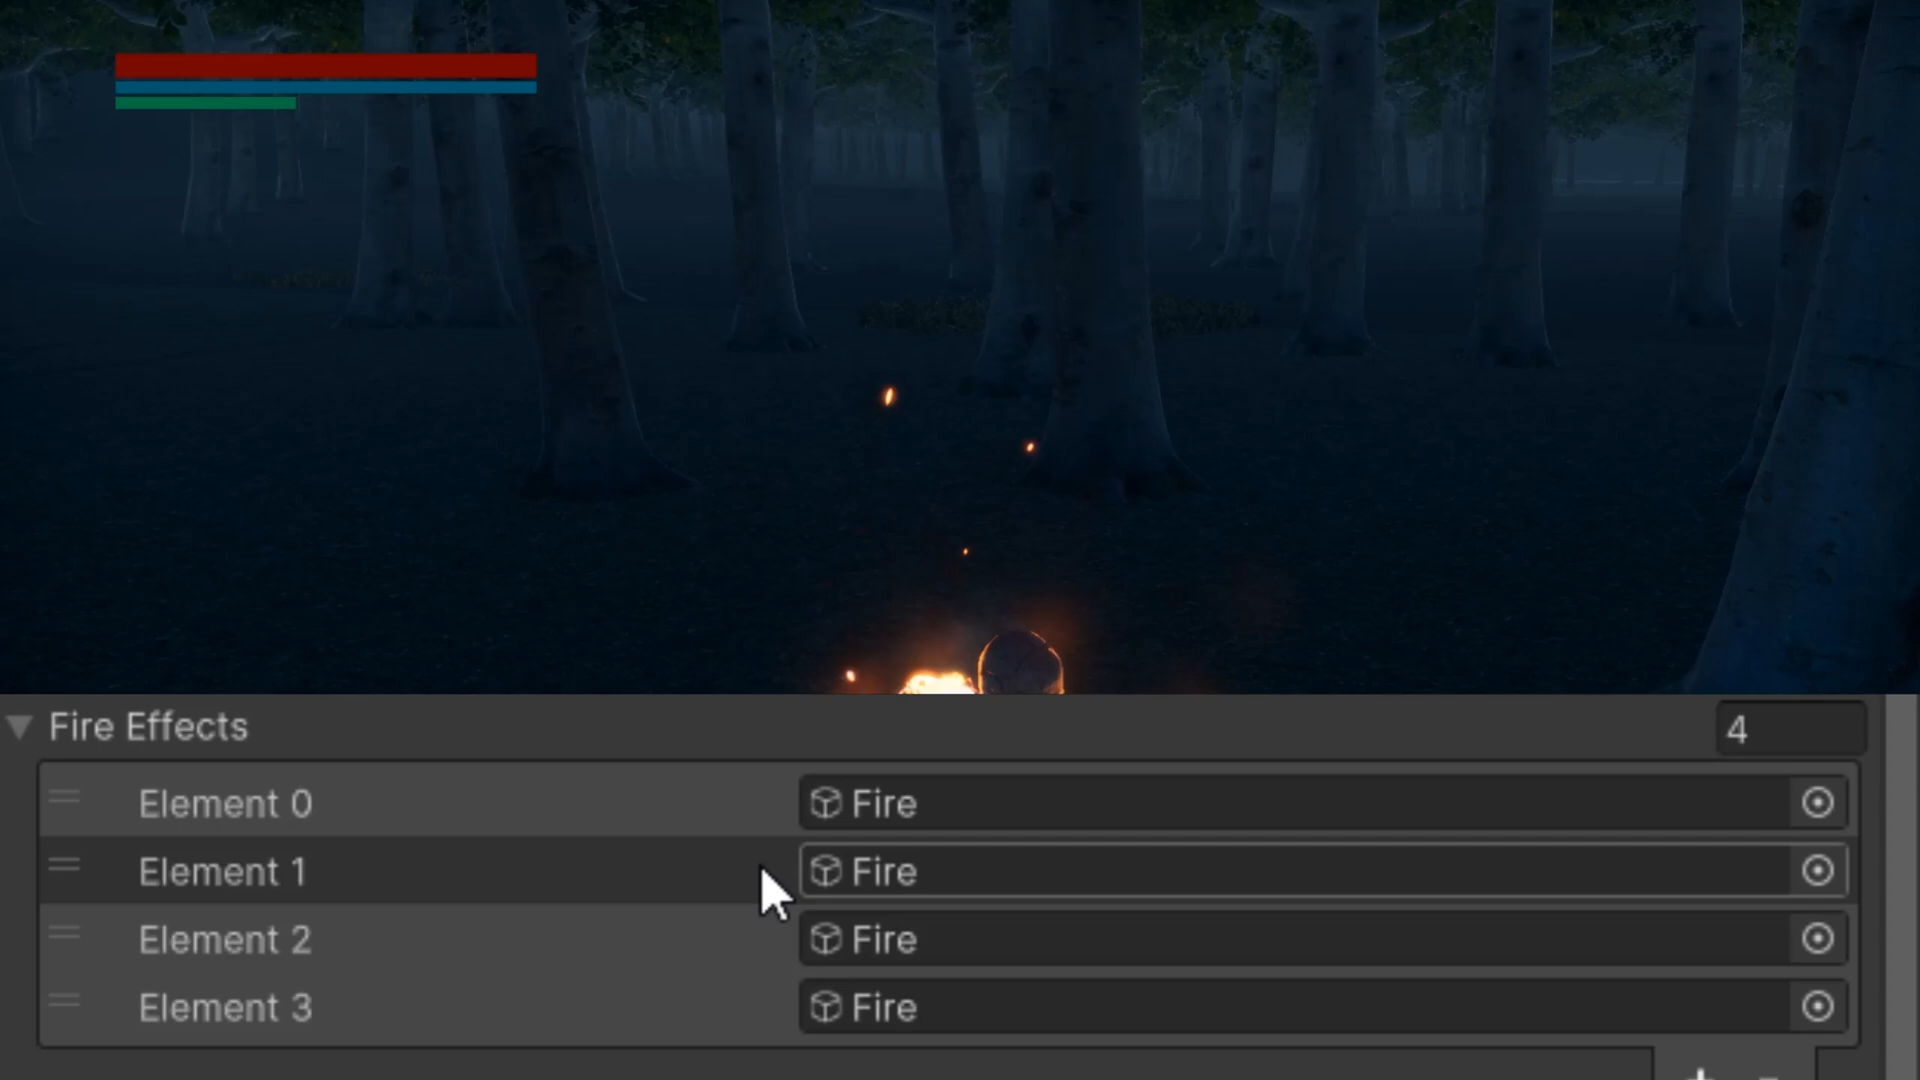 Fire Effects 4
Element 0 Fire
Element 1 Fire
Element 2 Fire
Element 3 Fire